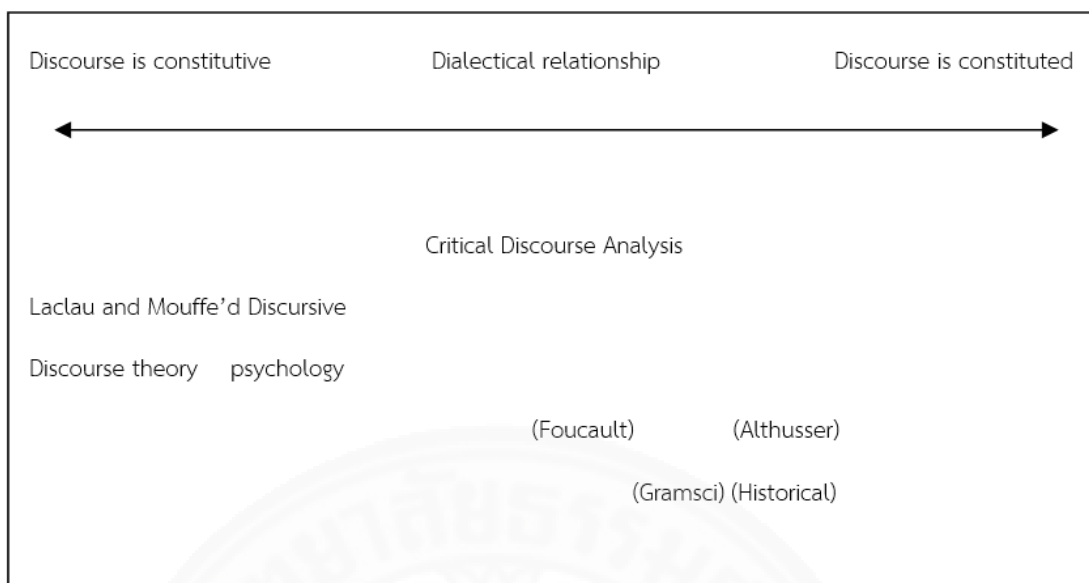 Discourse is constitutive Dialectical relationship Discourse is constituted
Critical Discourse Analysis
Laclau and Mouffe’d Discursive
Discourse theory psychology
(Foucault) (Althusser)
(Gramsci) (Historical)